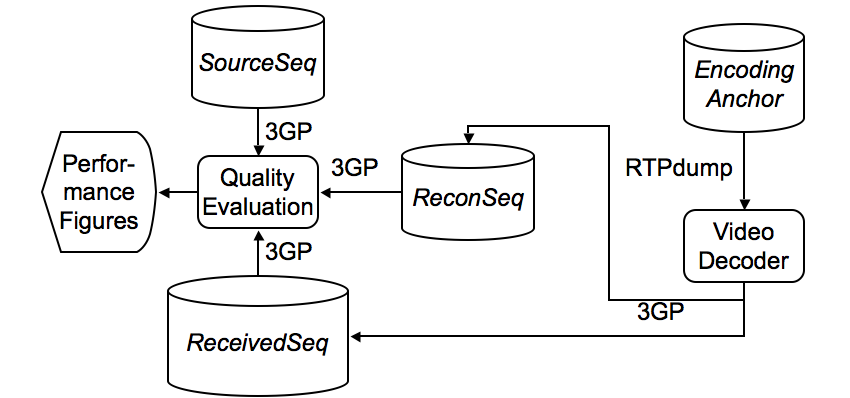 SourceSeq
Encoding
Anchor
3GP
Perfor-
mance
Figures
Quality
Evaluation
3GP
ReconSeq
RTPdump
Video
Decoder
3GP
3GP
ReceivedSeq